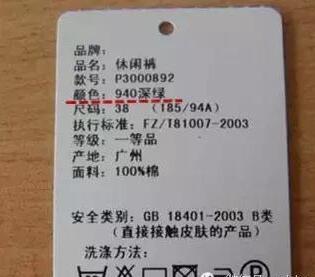 品牌:
品名: 休闲裤
款号: P3000892
颜色: 940深绿
尺码: 38 (185/94A)
执行标准: FZ/T81007-2003
等级: 一等品
产地: 广州
面料: 100%棉
安全类别: GB 18401-2003 B类
(直接接触皮肤的产品)
洗涤方法: